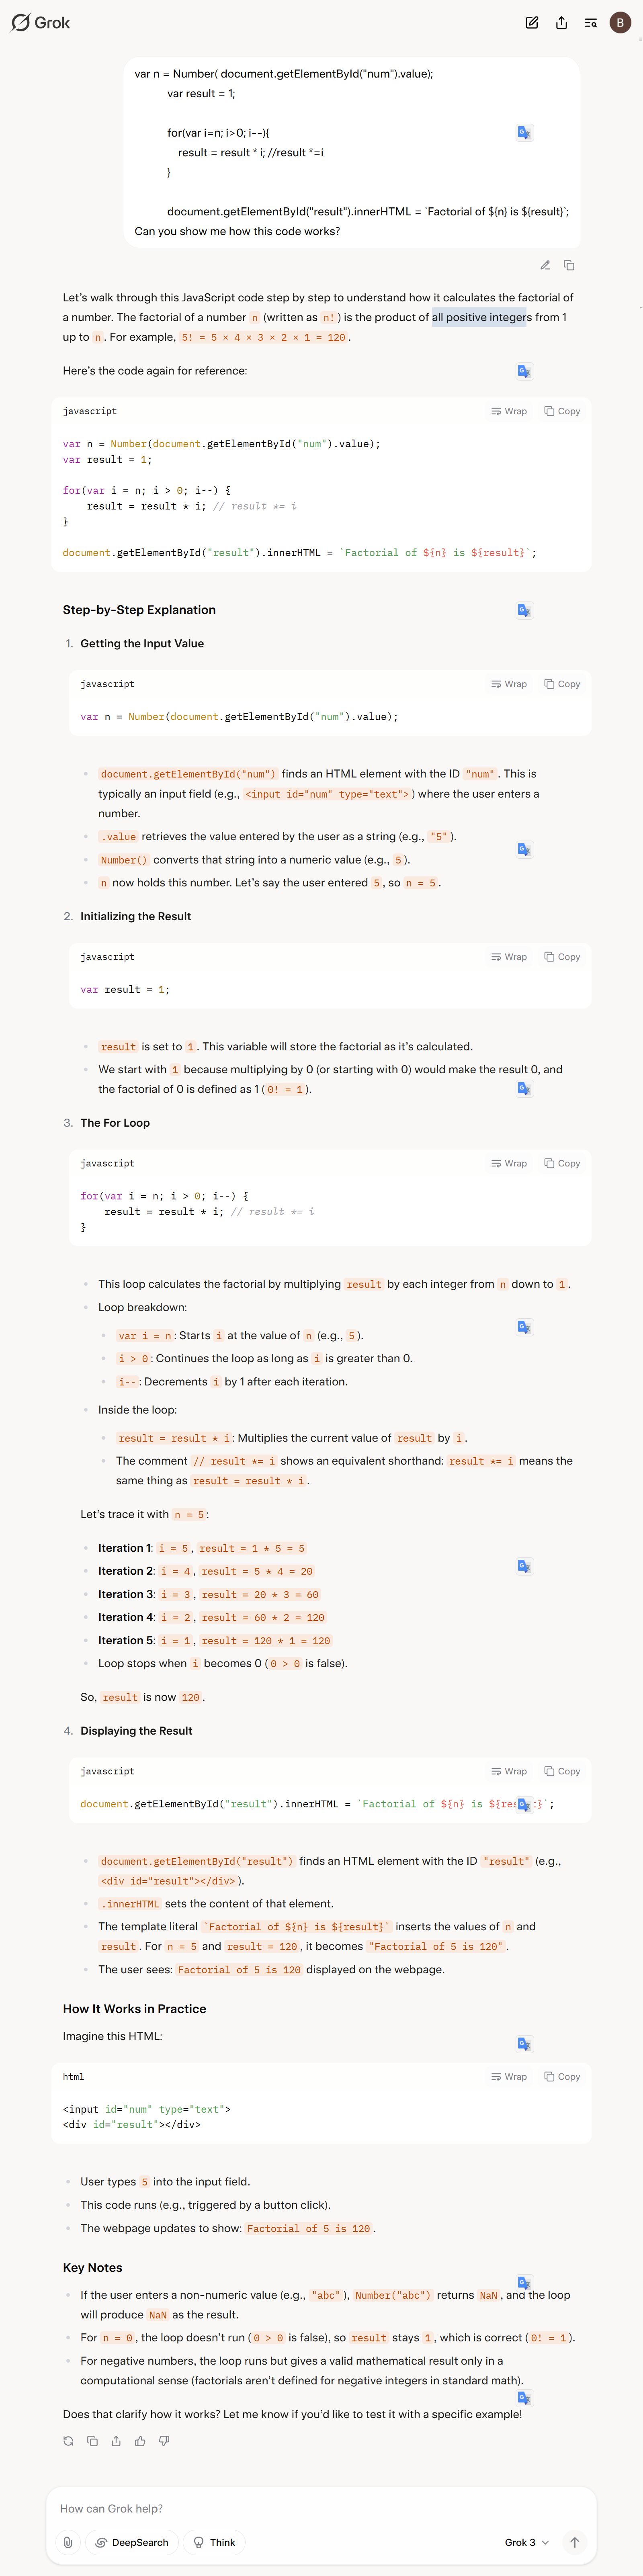 Grok
B
var n = Number( document.getElementById("num").value);
var result = 1;
for(var i=n; i>0; i--){
result = result * i; //result *=i
}
document.getElementById("result").innerHTML = `Factorial of ${n} is ${result}`;
Can you show me how this code works?
Let's walk through this JavaScript code step by step to understand how it calculates the factorial of
a number. The factorial of a number n (written as n!) is the product of all positive integers from 1
up to n. For example, 5! = 5 × 4 × 3 × 2 × 1 = 120.
Here's the code again for reference:
javascript
Wrap Copy
var n = Number(document.getElementById("num").value);
var result = 1;
for(var i = n; i > 0; i--) {
result = result * i; // result *= i
}
document.getElementById("result").innerHTML = `Factorial of ${n} is ${result}`;
Step-by-Step Explanation
1. Getting the Input Value
javascript
Wrap Copy
var n = Number(document.getElementById("num").value);
document.getElementById("num") finds an HTML element with the ID "num". This is
typically an input field (e.g., <input id="num" type="text">) where the user enters a
number.
.value retrieves the value entered by the user as a string (e.g., "5").
Number() converts that string into a numeric value (e.g., 5).
n now holds this number. Let's say the user entered 5, so n = 5.
2. Initializing the Result
javascript
Wrap Copy
var result = 1;
result is set to 1. This variable will store the factorial as it's calculated.
We start with 1 because multiplying by 0 (or starting with 0) would make the result 0, and
the factorial of 0 is defined as 1 (0! = 1).
3. The For Loop
javascript
Wrap Copy
for(var i = n; i > 0; i--) {
result = result * i; // result *= i
}
This loop calculates the factorial by multiplying result by each integer from n down to 1.
Loop breakdown:
var i = n: Starts i at the value of n (e.g., 5).
i > 0: Continues the loop as long as i is greater than 0.
i--: Decrements i by 1 after each iteration.
Inside the loop:
result = result * i: Multiplies the current value of result by i.
The comment // result *= i shows an equivalent shorthand: result *= i means the
same thing as result = result * i.
Let's trace it with n = 5:
Iteration 1: i = 5, result = 1 * 5 = 5
Iteration 2: i = 4, result = 5 * 4 = 20
Iteration 3: i = 3, result = 20 * 3 = 60
Iteration 4: i = 2, result = 60 * 2 = 120
Iteration 5: i = 1, result = 120 * 1 = 120
Loop stops when i becomes 0 (0 > 0 is false).
So, result is now 120.
4. Displaying the Result
javascript
Wrap Copy
document.getElementById("result").innerHTML = `Factorial of ${n} is ${result}`;
document.getElementById("result") finds an HTML element with the ID "result" (e.g.,
<div id="result"></div>).
.innerHTML sets the content of that element.
The template literal `Factorial of ${n} is ${result}` inserts the values of n and
result. For n = 5 and result = 120, it becomes "Factorial of 5 is 120".
The user sees: Factorial of 5 is 120 displayed on the webpage.
How It Works in Practice
Imagine this HTML:
html
Wrap Copy
<input id="num" type="text">
<div id="result"></div>
User types 5 into the input field.
This code runs (e.g., triggered by a button click).
The webpage updates to show: Factorial of 5 is 120.
Key Notes
If the user enters a non-numeric value (e.g., "abc"), Number("abc") returns NaN, and the loop
will produce NaN as the result.
For n = 0, the loop doesn't run (0 > 0 is false), so result stays 1, which is correct (0! = 1).
For negative numbers, the loop runs but gives a valid mathematical result only in a
computational sense (factorials aren't defined for negative integers in standard math).
Does that clarify how it works? Let me know if you'd like to test it with a specific example!
How can Grok help?
DeepSearch Think Grok 3